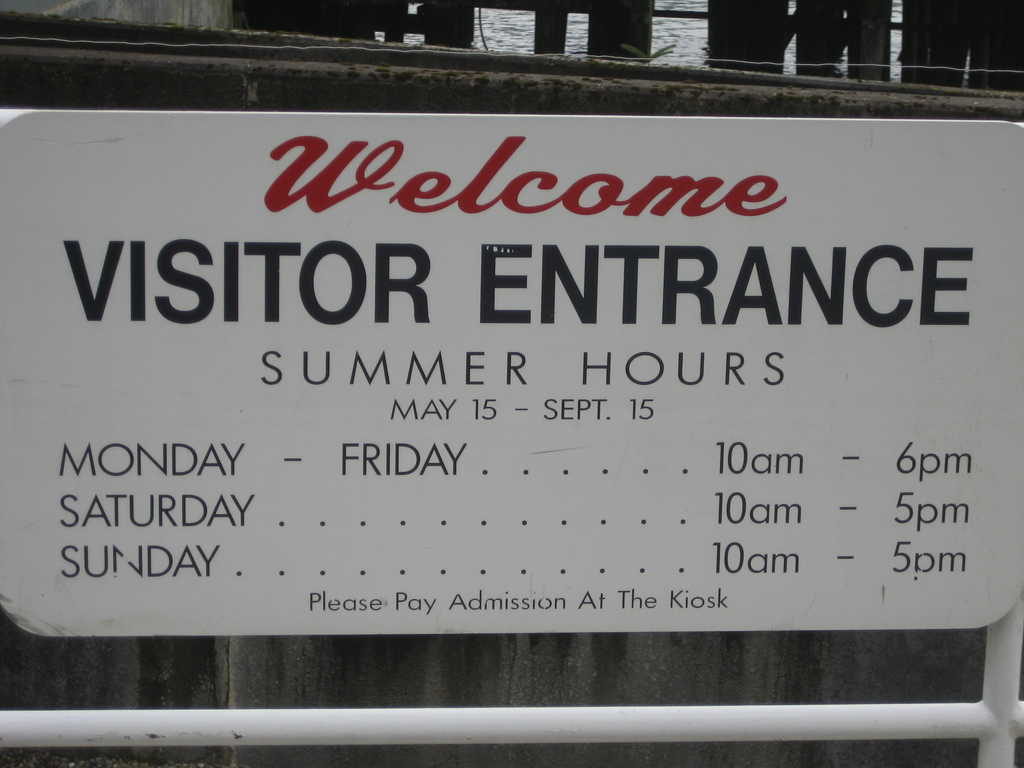 Welcome
VISITOR ENTRANCE
SUMMER HOURS
MAY 15 - SEPT. 15
MONDAY - FRIDAY . . . . . . 10am - 6pm
SATURDAY . . . . . . . . . . . 10am - 5pm
SUNDAY . . . . . . . . . . . . 10am - 5pm
Please Pay Admission At The Kiosk